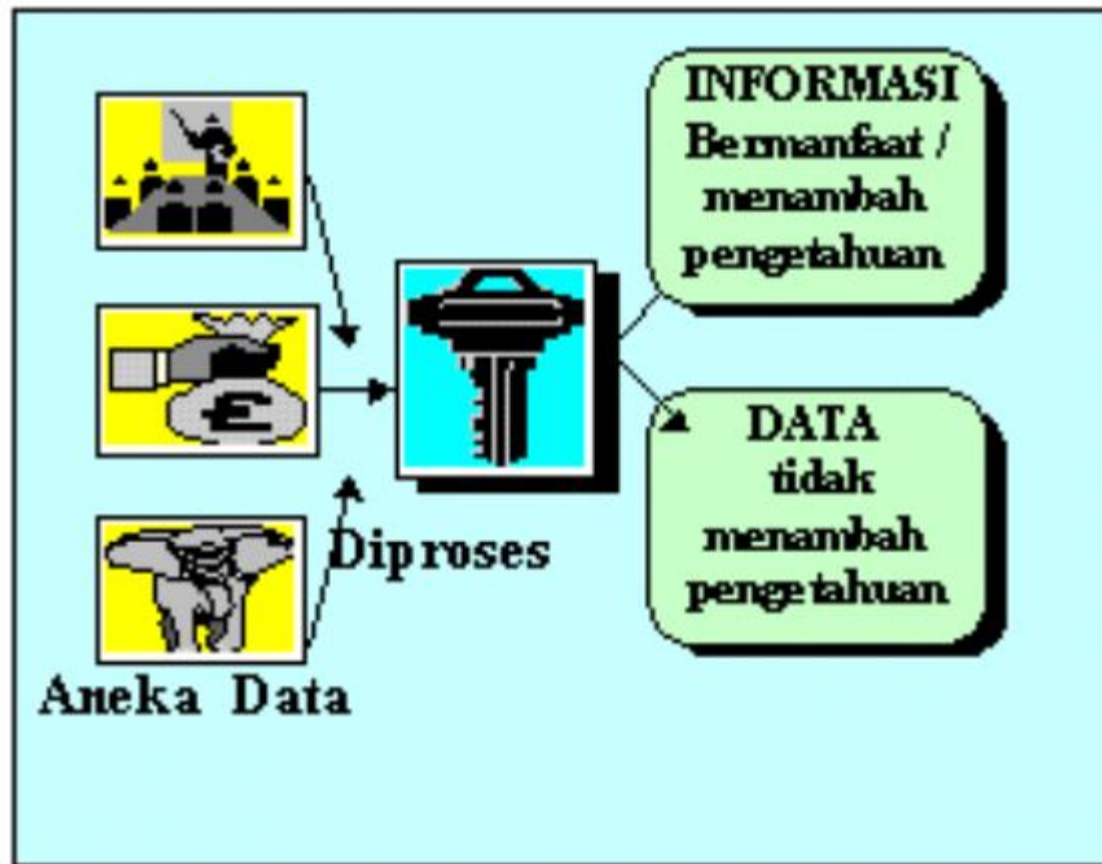 INFORMASI
Bermanfaat /
menambah
pengetahuan
DATA
tidak
menambah
pengetahuan
Diproses
Aneka Data